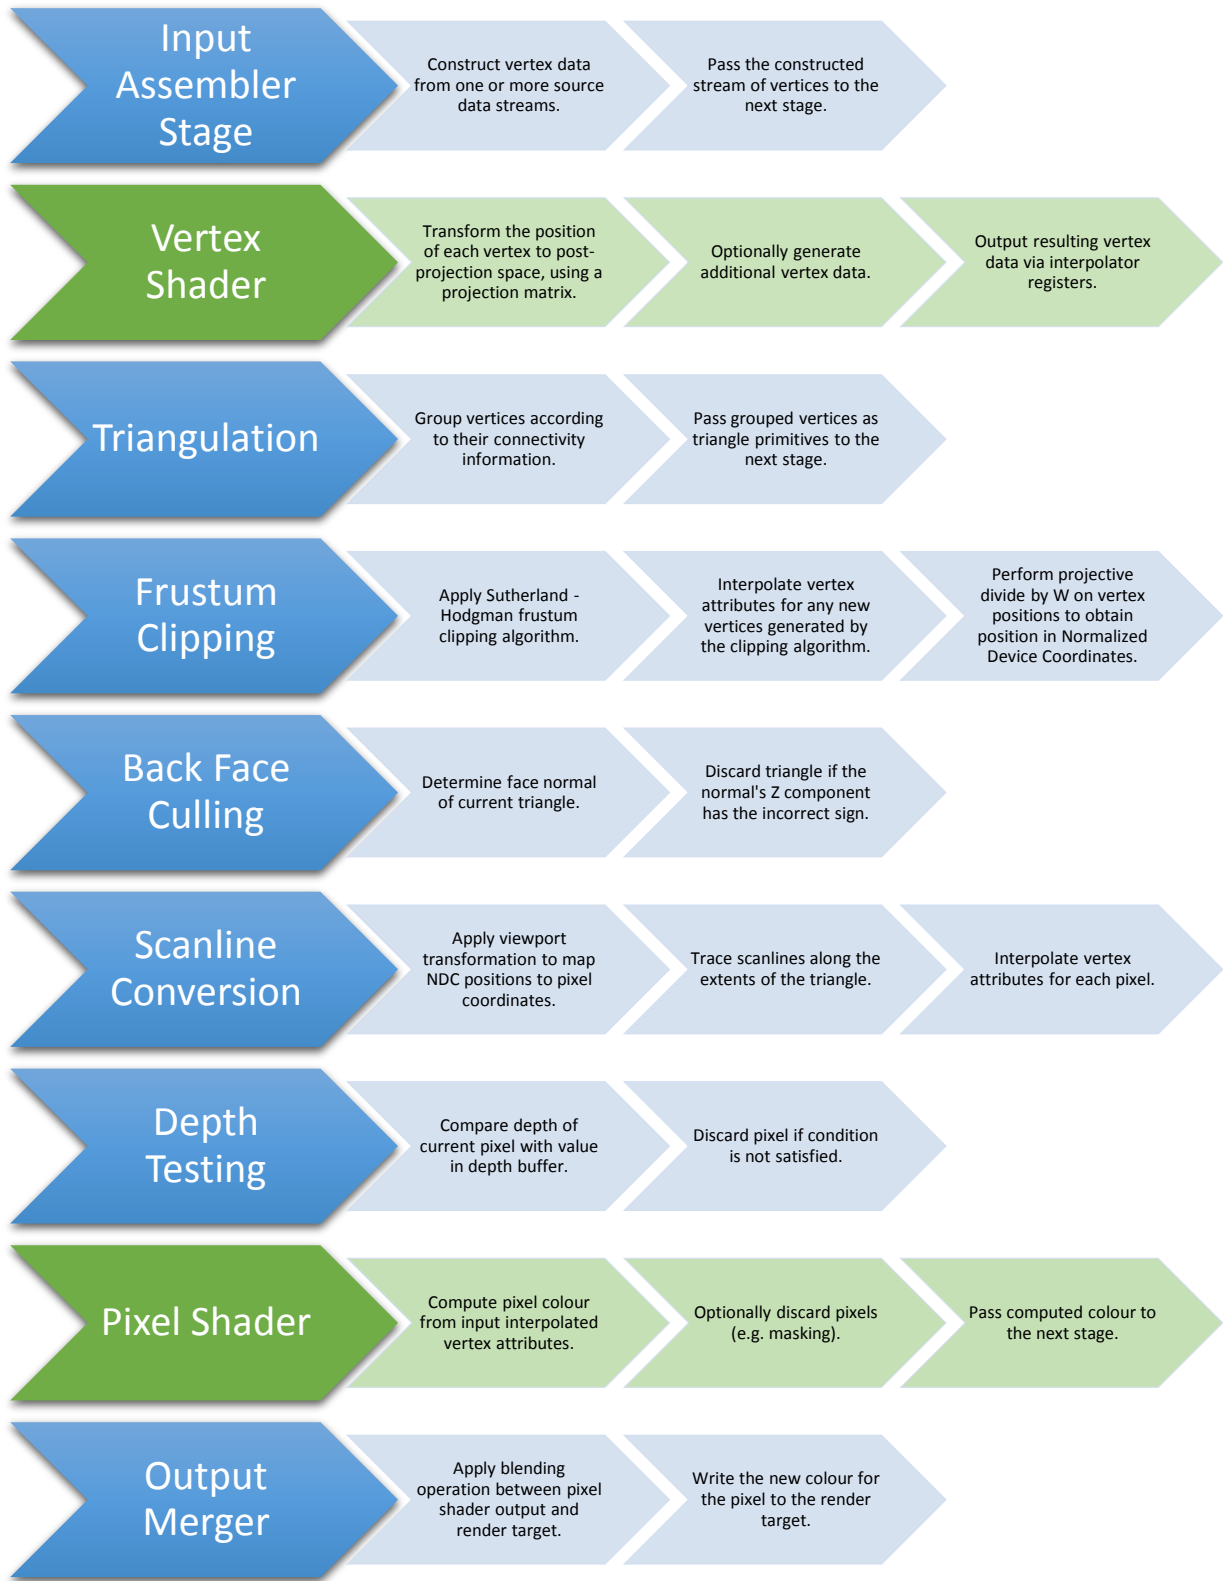 Input
Assembler
Stage
Construct vertex data
from one or more source
data streams.
Pass the constructed
stream of vertices to the
next stage.
Vertex
Shader
Transform the position
of each vertex to post-
projection space, using a
projection matrix.
Optionally generate
additional vertex data.
Output resulting vertex
data via interpolator
registers.
Triangulation
Group vertices according
to their connectivity
information.
Pass grouped vertices as
triangle primitives to the
next stage.
Frustum
Clipping
Apply Sutherland -
Hodgman frustum
clipping algorithm.
Interpolate vertex
attributes for any new
vertices generated by
the clipping algorithm.
Perform projective
divide by W on vertex
positions to obtain
position in Normalized
Device Coordinates.
Back Face
Culling
Determine face normal
of current triangle.
Discard triangle if the
normal's Z component
has the incorrect sign.
Scanline
Conversion
Apply viewport
transformation to map
NDC positions to pixel
coordinates.
Trace scanlines along the
extents of the triangle.
Interpolate vertex
attributes for each pixel.
Depth
Testing
Compare depth of
current pixel with value
in depth buffer.
Discard pixel if condition
is not satisfied.
Pixel Shader
Compute pixel colour
from input interpolated
vertex attributes.
Optionally discard pixels
(e.g. masking).
Pass computed colour to
the next stage.
Output
Merger
Apply blending
operation between pixel
shader output and
render target.
Write the new colour for
the pixel to the render
target.